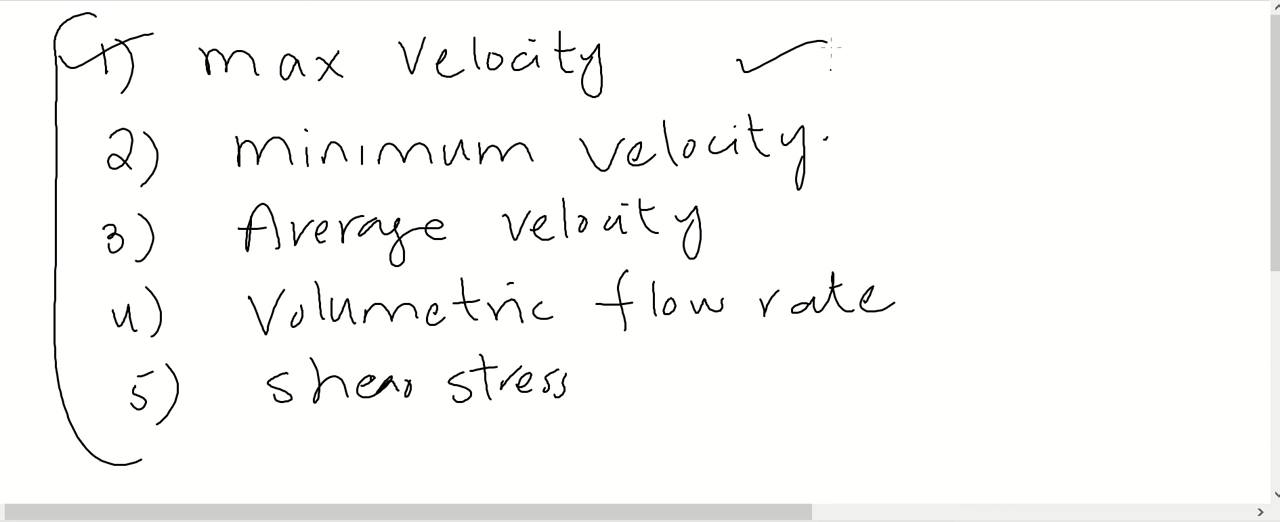 1) max velocity
2) minimum velocity.
3) Average velocity
4) Volumetric flow rate
5) shear stress